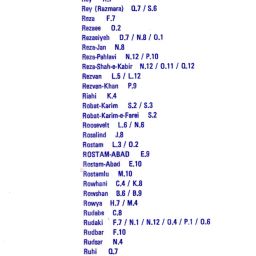 Rey (Razmara) Q.7 / S.6
Reza F.7
Rezaee O.2
Rezaeiyeh D.7 / N.8 / O.1
Reza-Jan N.8
Reza-Pahlavi N.12 / P.10
Reza-Shah-e-Kabir N.12 / O.11 / Q.12
Rezvan L.5 / L.12
Rezvan-Khan P.9
Riahi K.4
Robat-Karim S.2 / S.3
Robat-Karim-e-Farei S.2
Roosevelt L.6 / N.6
Rosalind J.8
Rostam L.3 / O.2
ROSTAM-ABAD E.9
Rostam-Abad E.10
Rostamlu M.10
Rowhani C.4 / K.8
Rowshan B.6 / B.9
Rowya H.7 / M.4
Rudabe C.8
Rudaki F.7 / N.1 / N.12 / O.4 / P.1 / O.6
Rudbar F.10
Rudsar N.4
Ruhi Q.7